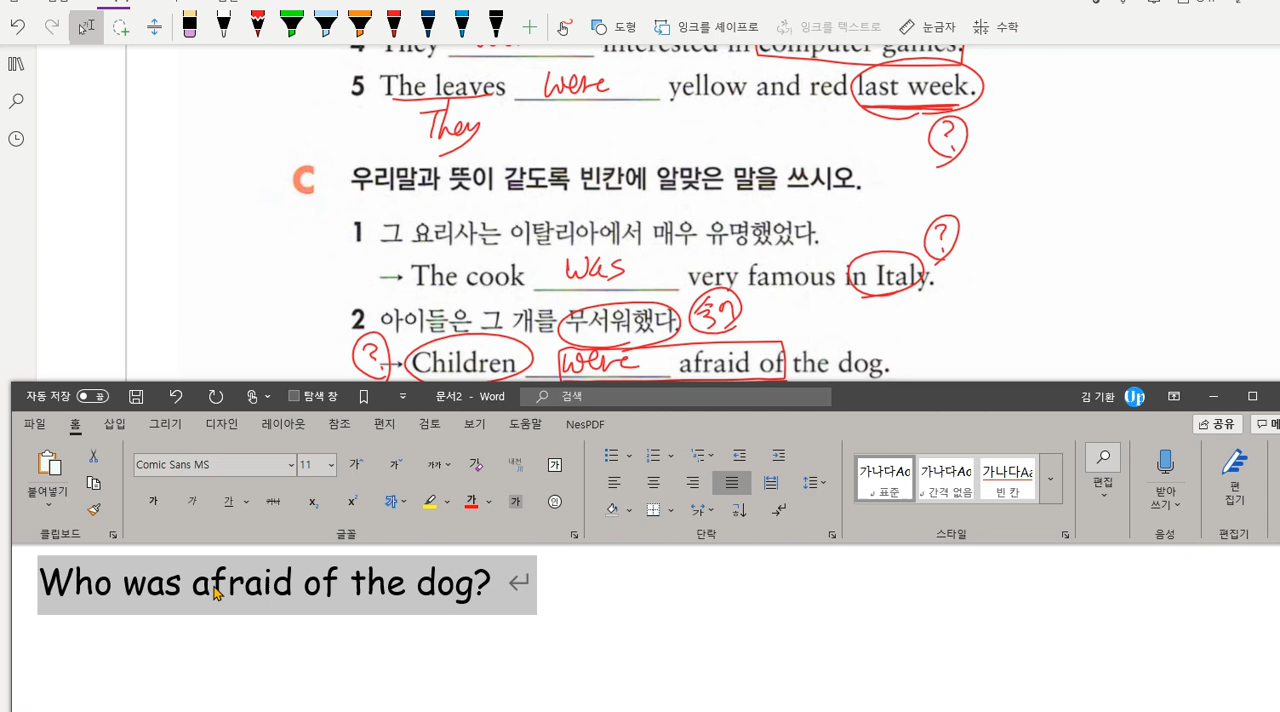 도형 잉크를 셰이프로 잉크를 텍스트로 눈금자 수학
4 They interested in computer games.
5 The leaves were yellow and red last week.
They ?
C 우리말과 뜻이 같도록 빈칸에 알맞은 말을 쓰시오.
1 그 요리사는 이탈리아에서 매우 유명했었다. ?
→ The cook was very famous in Italy.
2 아이들은 그 개를 무서워했다.
? → Children were afraid of the dog.
자동 저장 끔 탐색 창 문서2 - Word 검색 김 기환 Up
파일 홈 삽입 그리기 디자인 레이아웃 참조 편지 검토 보기 도움말 NesPDF 공유
붙여넣기 Comic Sans MS 11 가나다Ac 가나다Ac 가나다Aa 편집 받아쓰기 편집기
표준 간격 없음 빈 칸
클립보드 글꼴 단락 스타일 음성 편집기
Who was afraid of the dog?